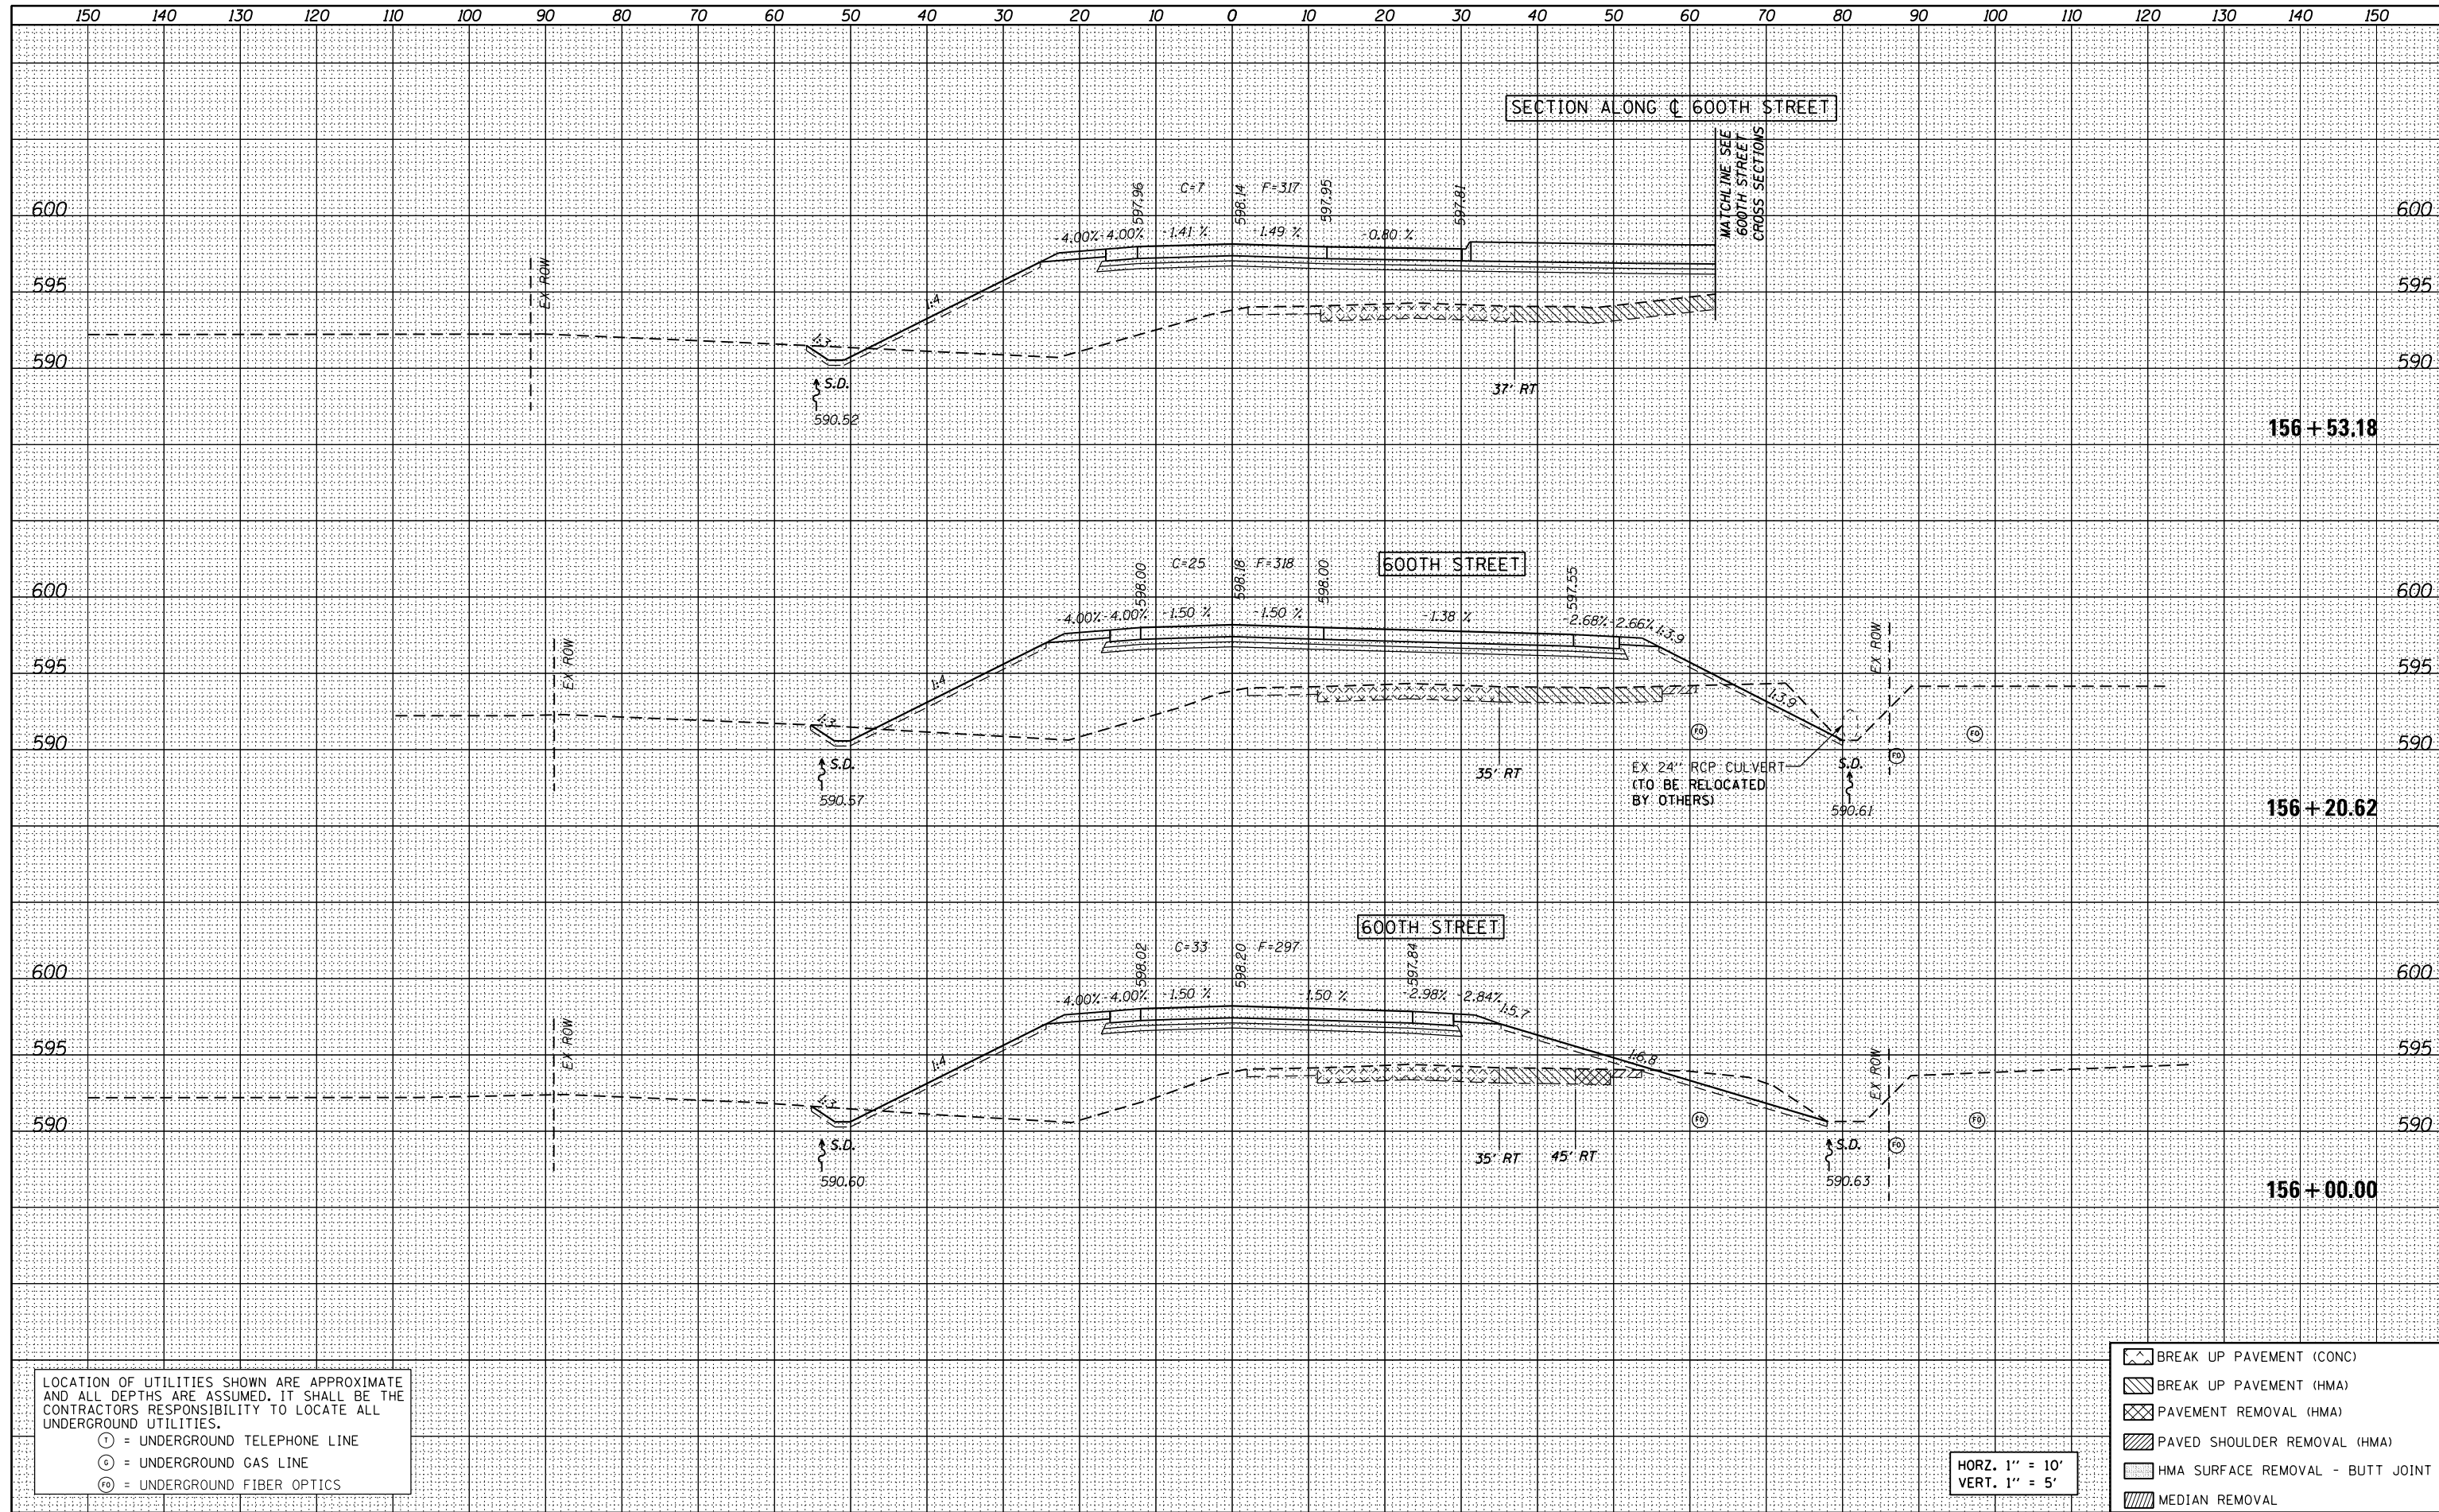 150 140 130 120 110 100 90 80 70 60 50 40 30 20 10 0 10 20 30 40 50 60 70 80 90 100 110 120 130 140 150
SECTION ALONG ℄ 600TH STREET
MATCHLINE SEE
600TH STREET
CROSS SECTIONS
597.96 C=7 598.14 F=317 597.95 597.81
600 600
-4.00% -4.00% -1.41 % -1.49 % -0.80 %
EX ROW
595 595
1:4
1:3
590 590
S.D.
37' RT
590.52
156+53.18
600TH STREET
598.00 C=25 598.18 F=318 598.00 597.55
600 600
-4.00% -4.00% -1.50 % -1.50 % -1.38 % -2.68% -2.66% 1:3.9
EX ROW EX ROW
595 595
1:4 1:3.9
1:3
FO FO
590 590
FO
S.D. 35' RT S.D.
EX 24" RCP CULVERT
(TO BE RELOCATED
BY OTHERS)
590.57 590.61
156+20.62
600TH STREET
598.02 C=33 598.20 F=297 597.84
600 600
-4.00% -4.00% -1.50 % -1.50 % -2.98% -2.84% 1:5.7
EX ROW EX ROW
595 595
1:4 1:6.8
1:3
FO FO
590 590
S.D. S.D. FO
35' RT 45' RT
590.60 590.63
156+00.00
LOCATION OF UTILITIES SHOWN ARE APPROXIMATE
AND ALL DEPTHS ARE ASSUMED. IT SHALL BE THE
CONTRACTORS RESPONSIBILITY TO LOCATE ALL
UNDERGROUND UTILITIES.
T = UNDERGROUND TELEPHONE LINE
G = UNDERGROUND GAS LINE
FO = UNDERGROUND FIBER OPTICS
HORZ. 1" = 10'
VERT. 1" = 5'
BREAK UP PAVEMENT (CONC)
BREAK UP PAVEMENT (HMA)
PAVEMENT REMOVAL (HMA)
PAVED SHOULDER REMOVAL (HMA)
HMA SURFACE REMOVAL - BUTT JOINT
MEDIAN REMOVAL